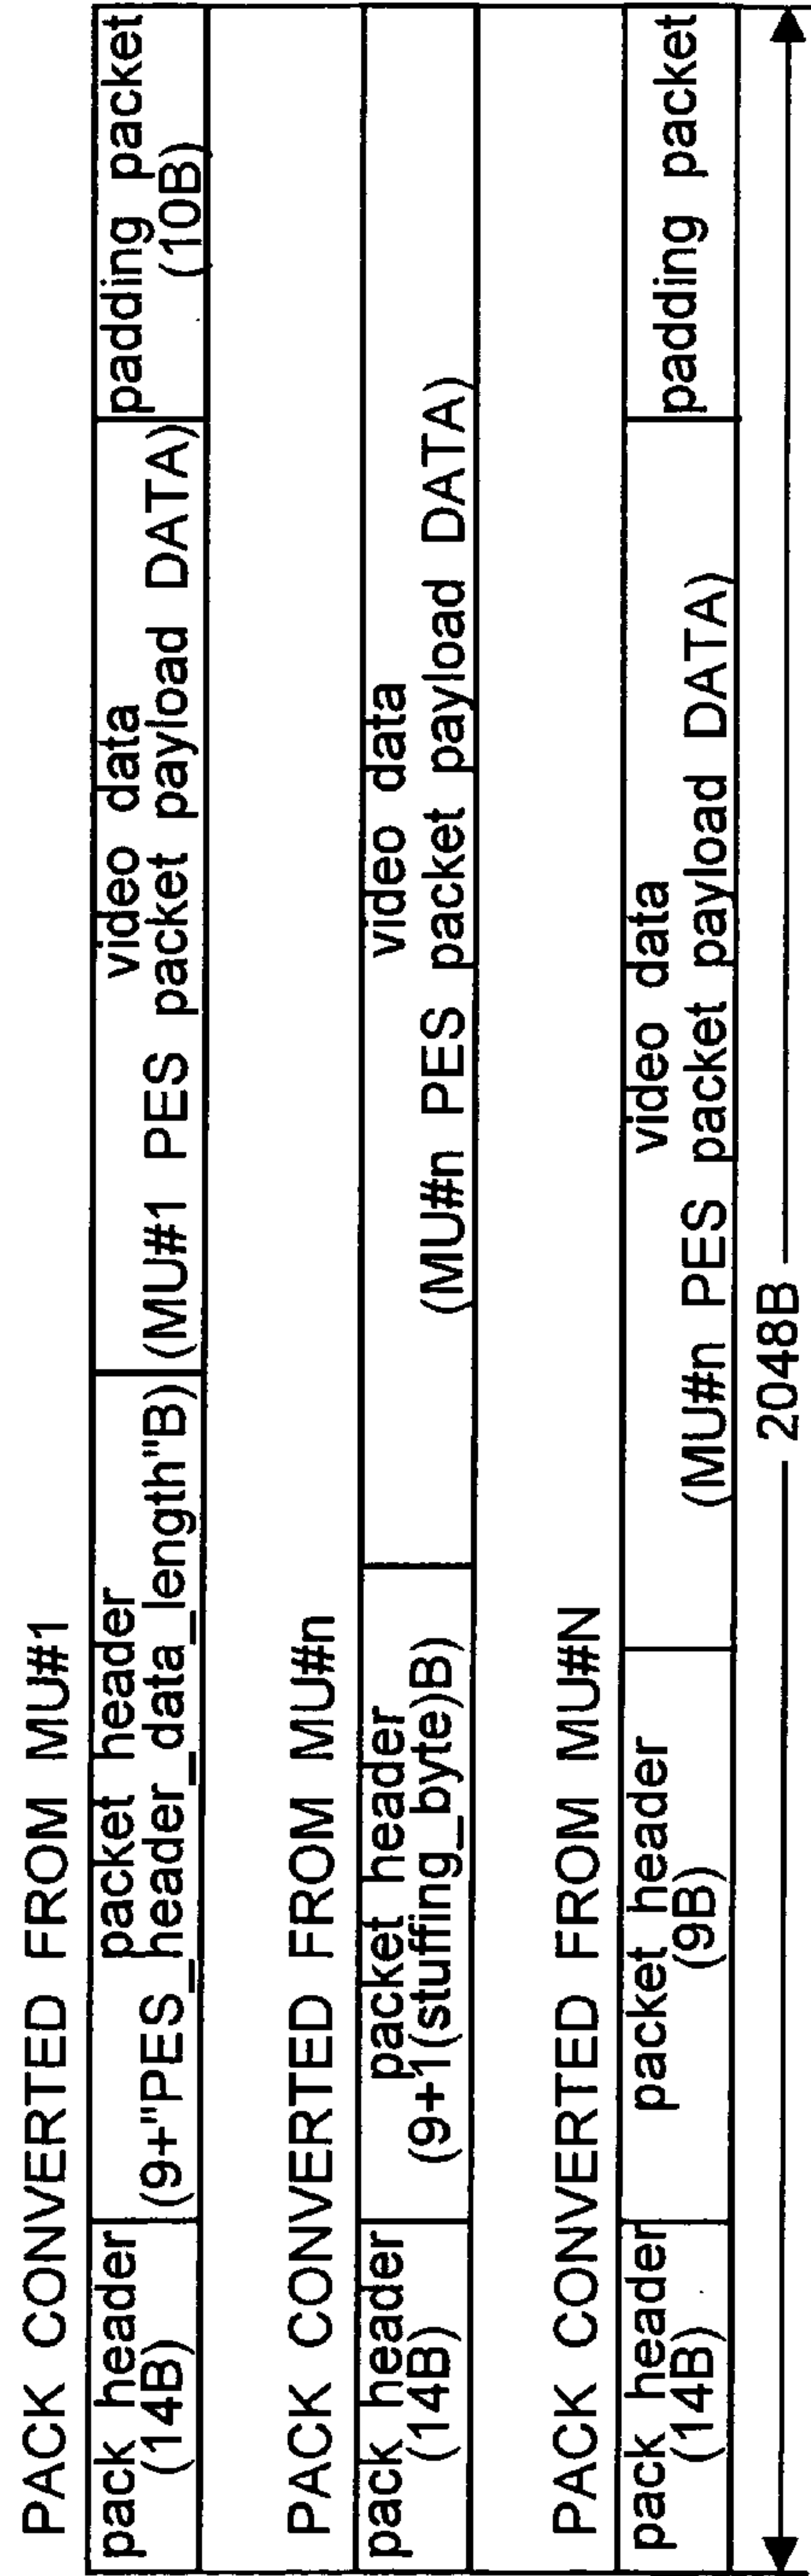 PACK CONVERTED FROM MU#1
pack header
(14B)
packet header
(9+"PES_header_data_length"B)
video data
(MU#1 PES packet payload DATA)
padding packet
(10B)
PACK CONVERTED FROM MU#n
pack header
(14B)
packet header
(9+1(stuffing_byte)B)
video data
(MU#n PES packet payload DATA)
PACK CONVERTED FROM MU#N
pack header
(14B)
packet header
(9B)
video data
(MU#n PES packet payload DATA)
padding packet
2048B